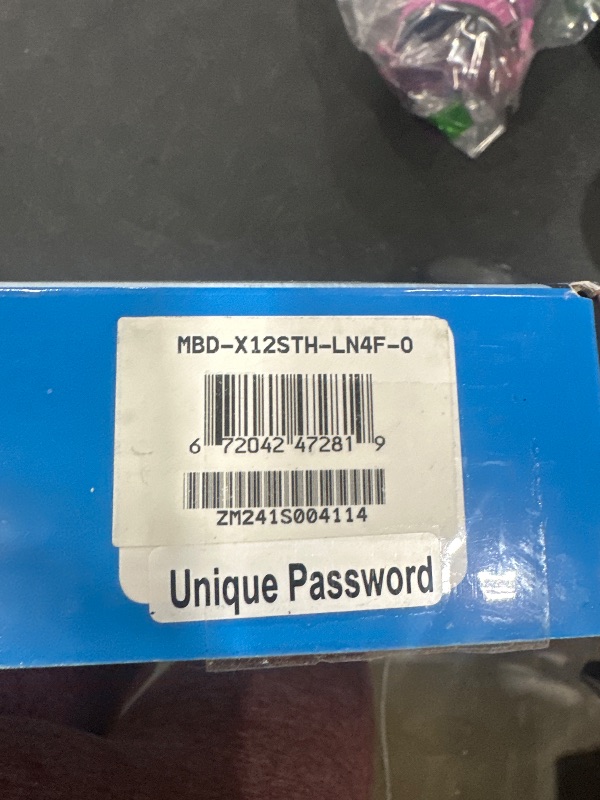 MBD-X12STH-LN4F-O
6 72042 47281 9
ZM241S004114
Unique Password